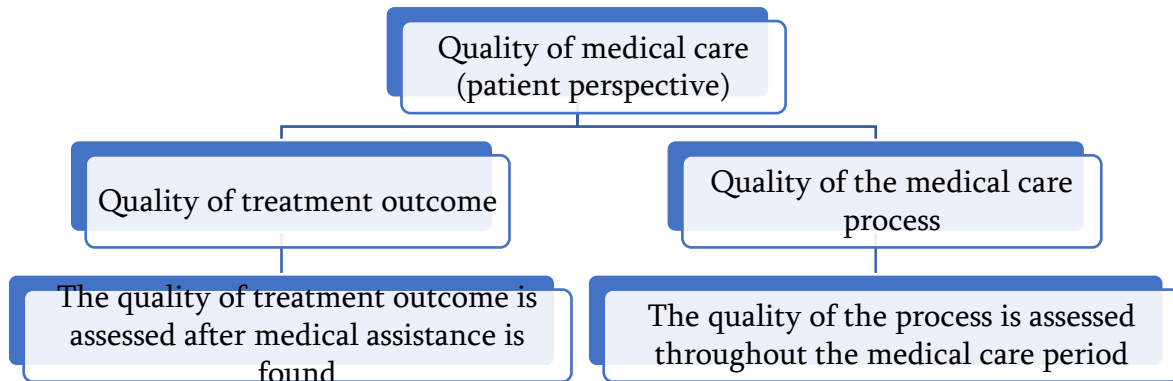 Quality of medical care
(patient perspective)
Quality of treatment outcome
Quality of the medical care
process
The quality of treatment outcome is
assessed after medical assistance is
found
The quality of the process is assessed
throughout the medical care period